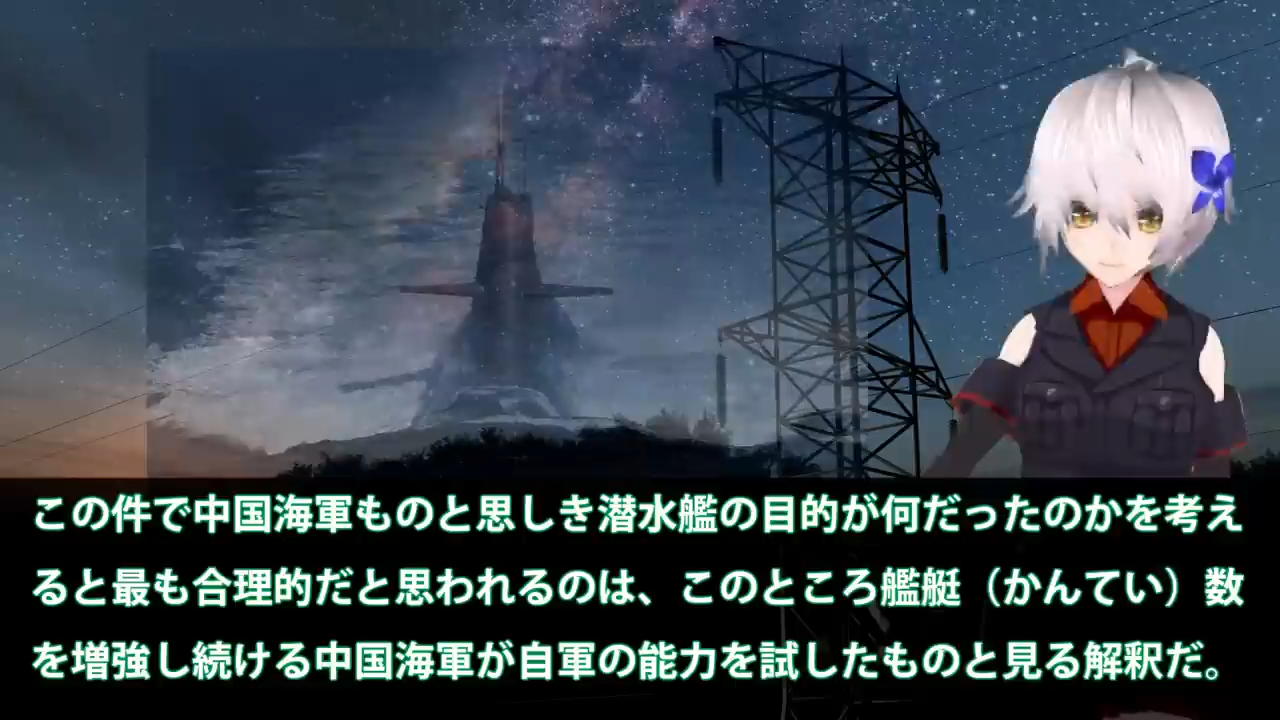 この件で中国海軍ものと思しき潜水艦の目的が何だったのかを考え
ると最も合理的だと思われるのは、このところ艦艇（かんてい）数
を増強し続ける中国海軍が自軍の能力を試したものと見る解釈だ。